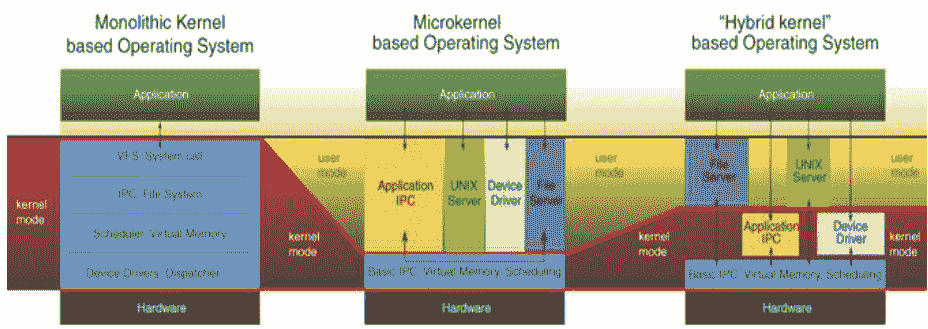 Monolithic Kernel
based Operating System
Microkernel
based Operating System
"Hybrid kernel"
based Operating System
Application
VFS, System call
IPC, File System
Scheduler, Virtual Memory
Device Drivers, Dispatcher
Hardware
kernel
mode
user
mode
kernel
mode
Application
Application
IPC
UNIX
Server
Device
Driver
File
Server
Basic IPC, Virtual Memory, Scheduling
Hardware
user
mode
kernel
mode
Application
File
Server
UNIX
Server
Application
IPC
Device
Driver
Basic IPC, Virtual Memory, Scheduling
Hardware
user
mode
kernel
mode